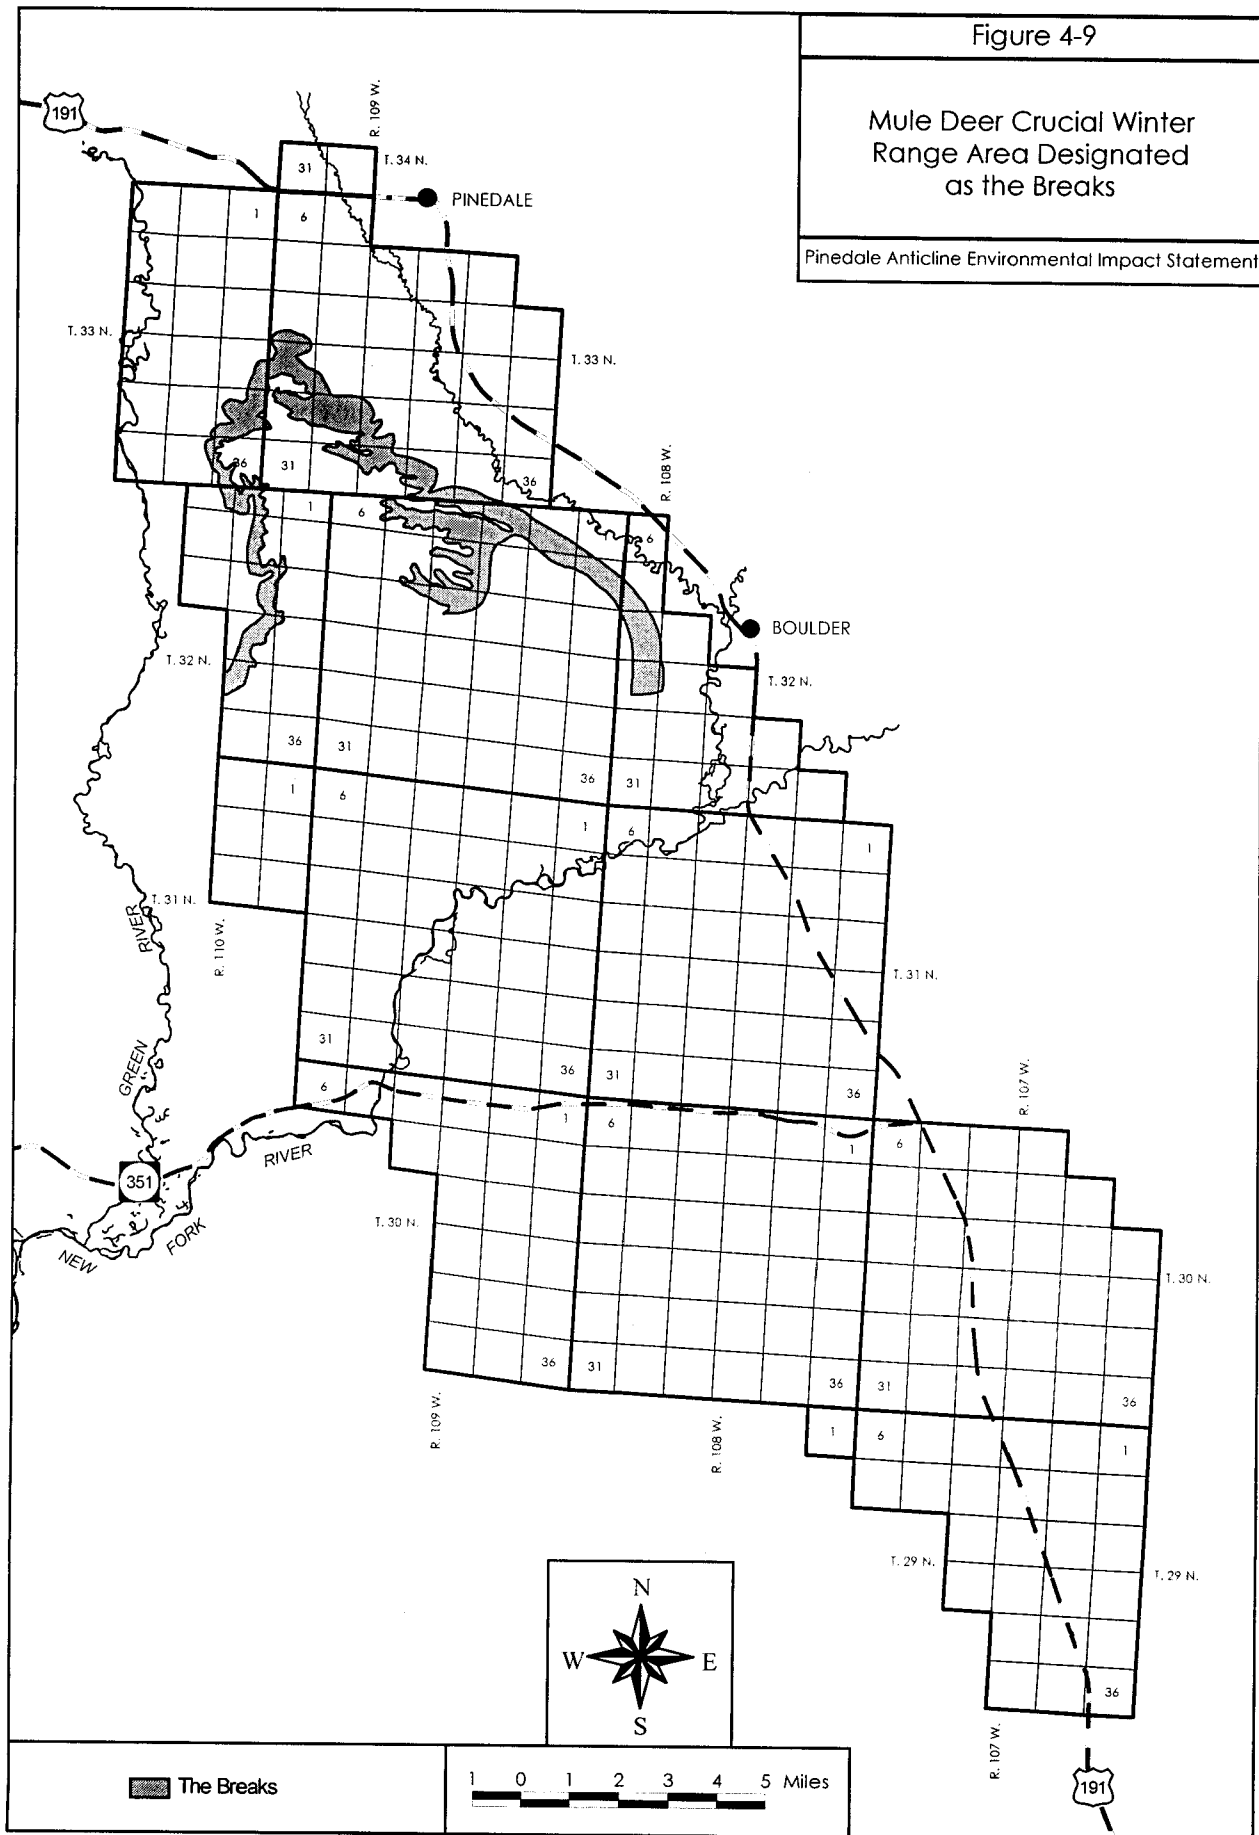 Figure 4-9
Mule Deer Crucial Winter
Range Area Designated
as the Breaks
Pinedale Anticline Environmental Impact Statement
191
R. 109 W.
T. 34 N.
31
PINEDALE
1
6
T. 33 N.
T. 33 N.
36
31
36
R. 108 W.
1
6
1
6
BOULDER
T. 32 N.
T. 32 N.
36
31
36
31
1
6
1
6
1
T. 31 N.
R. 110 W.
RIVER
GREEN
T. 31 N.
31
36
31
36
R. 107 W.
6
1
6
1
6
351
RIVER
FORK
NEW
T. 30 N.
T. 30 N.
36
31
36
31
36
R. 109 W.
R. 108 W.
1
6
1
T. 29 N.
T. 29 N.
36
R. 107 W.
191
N
W
E
S
The Breaks
1 0 1 2 3 4 5 Miles